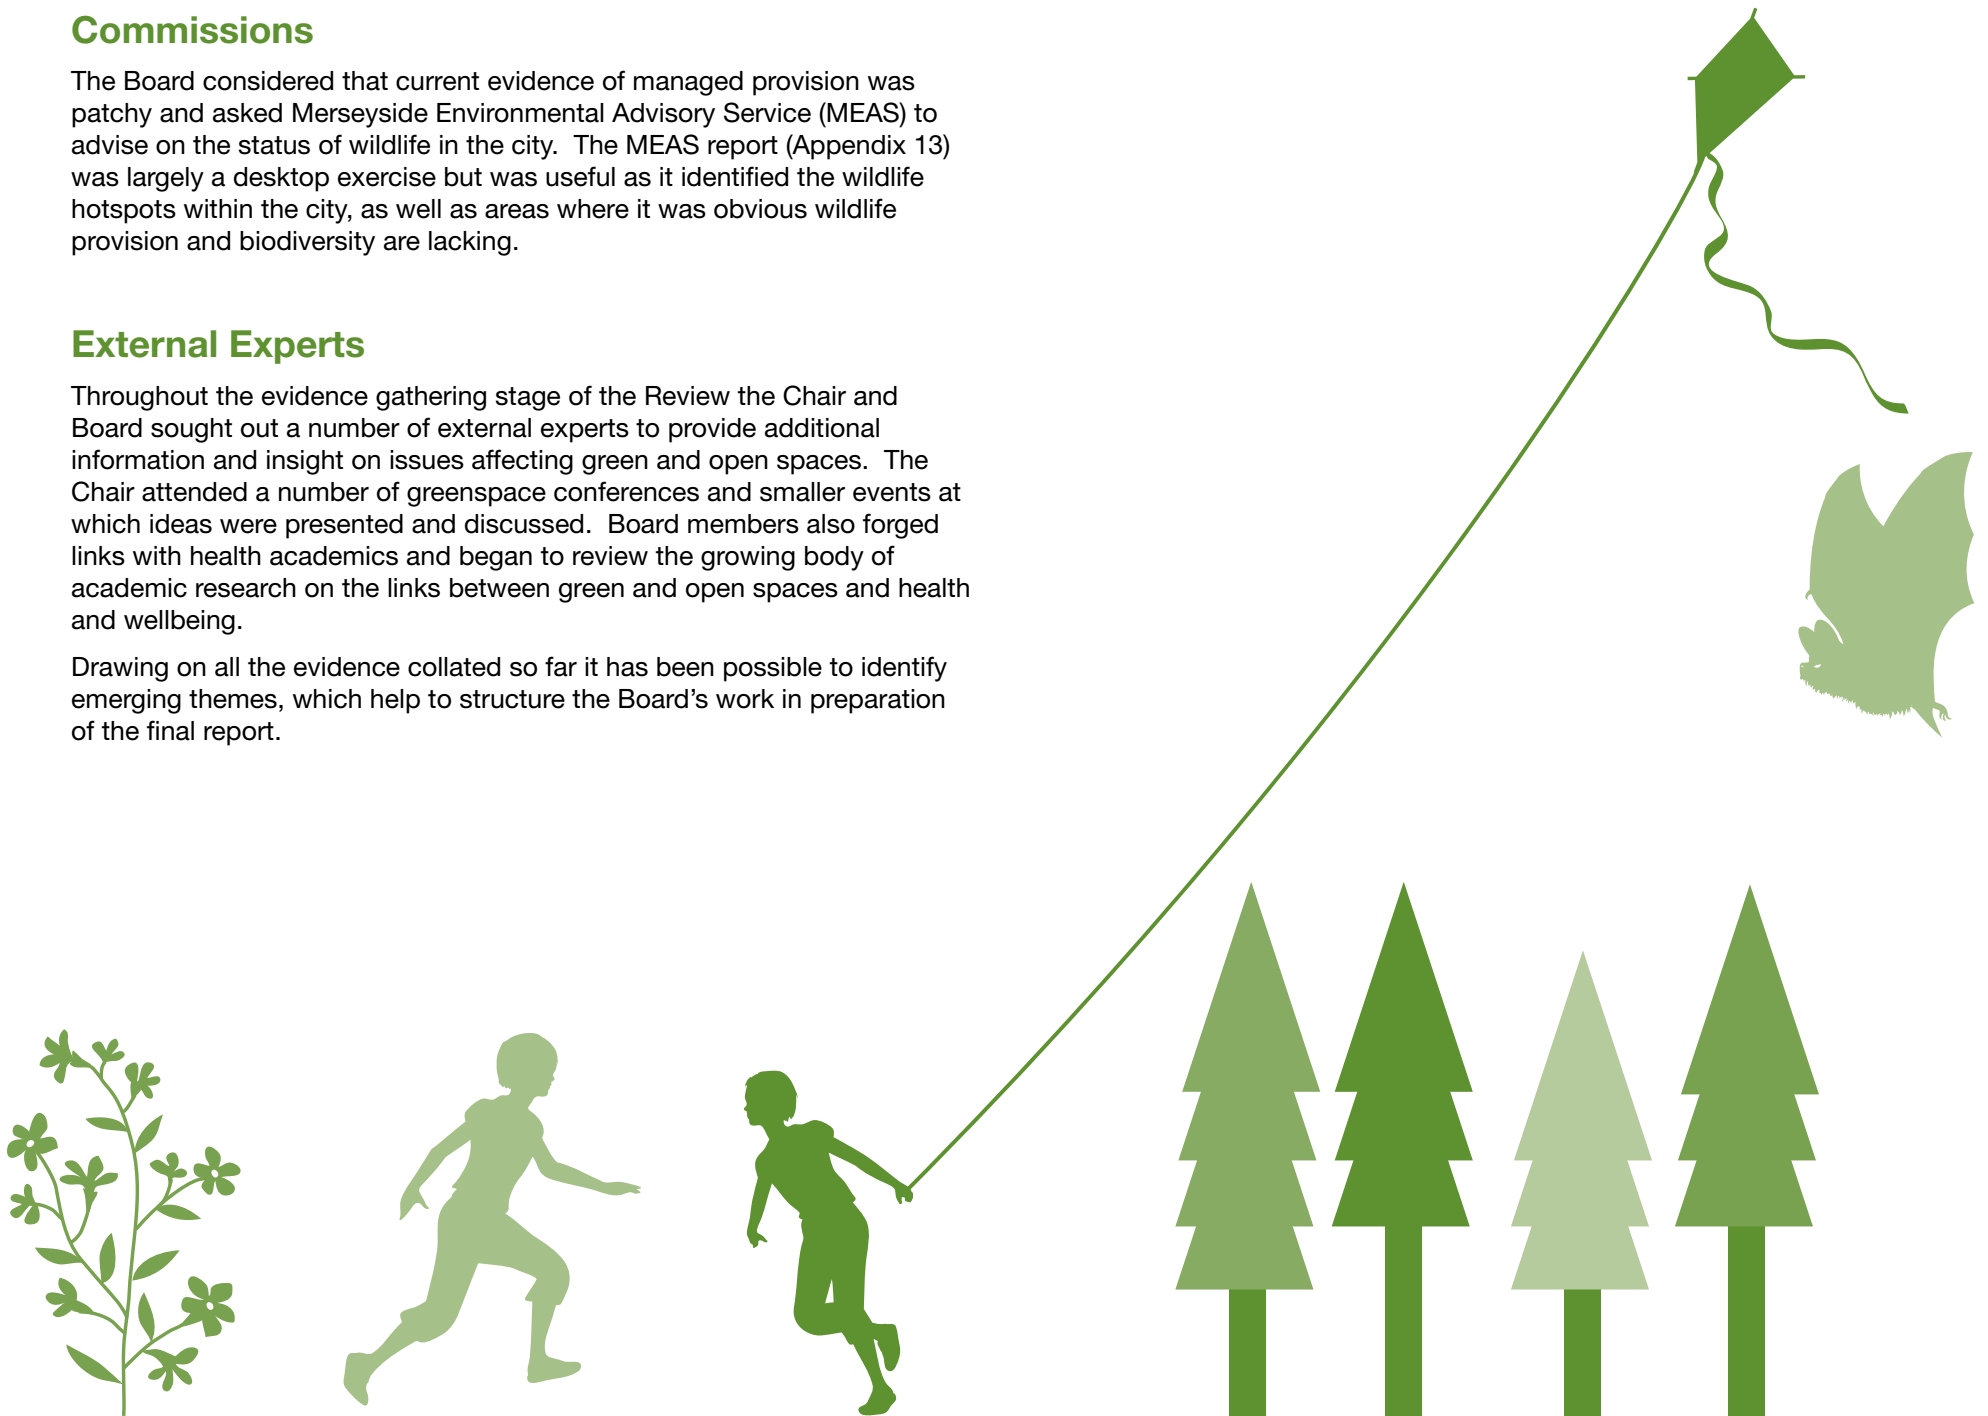 Commissions
The Board considered that current evidence of managed provision was
patchy and asked Merseyside Environmental Advisory Service (MEAS) to
advise on the status of wildlife in the city.  The MEAS report (Appendix 13)
was largely a desktop exercise but was useful as it identified the wildlife
hotspots within the city, as well as areas where it was obvious wildlife
provision and biodiversity are lacking.
External Experts
Throughout the evidence gathering stage of the Review the Chair and
Board sought out a number of external experts to provide additional
information and insight on issues affecting green and open spaces.  The
Chair attended a number of greenspace conferences and smaller events at
which ideas were presented and discussed.  Board members also forged
links with health academics and began to review the growing body of
academic research on the links between green and open spaces and health
and wellbeing.
Drawing on all the evidence collated so far it has been possible to identify
emerging themes, which help to structure the Board’s work in preparation
of the final report.